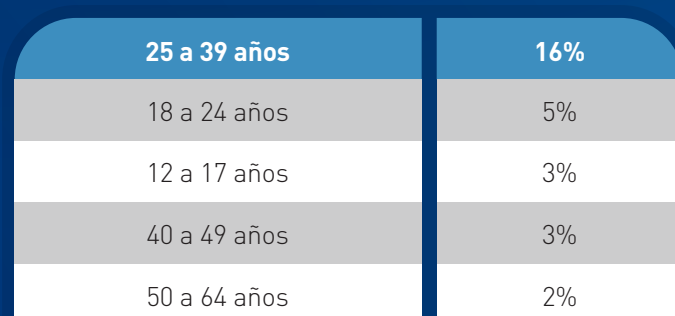 25 a 39 años 16%
18 a 24 años 5%
12 a 17 años 3%
40 a 49 años 3%
50 a 64 años 2%